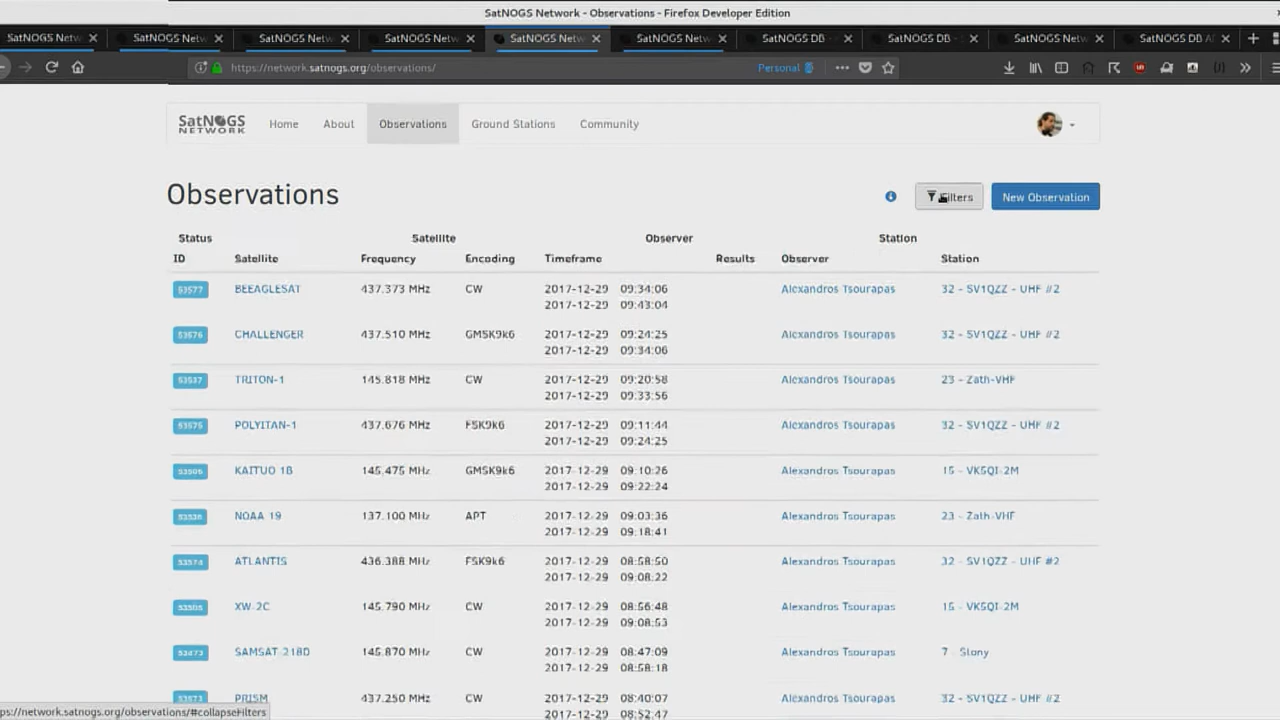 SatNOGS Network - Observations - Firefox Developer Edition
SatNOGS Netw SatNOGS Netw SatNOGS Netw SatNOGS Netw SatNOGS Netw SatNOGS Netw SatNOGS DB - SatNOGS DB - SatNOGS Netw SatNOGS DB A
https://network.satnogs.org/observations/ Personal
SatNOGS NETWORK Home About Observations Ground Stations Community
Observations Filters New Observation
Status Satellite Observer Station
ID Satellite Frequency Encoding Timeframe Results Observer Station
53577 BEEAGLESAT 437.373 MHz CW 2017-12-29 09:34:06 Alexandros Tsourapas 32 - SV1QZZ - UHF #2
2017-12-29 09:43:04
53576 CHALLENGER 437.510 MHz GMSK9k6 2017-12-29 09:24:25 Alexandros Tsourapas 32 - SV1QZZ - UHF #2
2017-12-29 09:34:06
53537 TRITON-1 145.818 MHz CW 2017-12-29 09:20:58 Alexandros Tsourapas 23 - Zath-VHF
2017-12-29 09:33:56
53575 POLYITAN-1 437.676 MHz FSK9k6 2017-12-29 09:11:44 Alexandros Tsourapas 32 - SV1QZZ - UHF #2
2017-12-29 09:24:25
KAITUO 1B 145.475 MHz GMSK9k6 2017-12-29 09:10:26 Alexandros Tsourapas 15 - VK5QI-2M
2017-12-29 09:22:24
NOAA 19 137.100 MHz APT 2017-12-29 09:03:36 Alexandros Tsourapas 23 - Zath-VHF
2017-12-29 09:18:41
53574 ATLANTIS 436.388 MHz FSK9k6 2017-12-29 08:58:50 Alexandros Tsourapas 32 - SV1QZZ - UHF #2
2017-12-29 09:08:22
XW-2C 145.790 MHz CW 2017-12-29 08:56:48 Alexandros Tsourapas 15 - VK5QI-2M
2017-12-29 09:08:53
53473 SAMSAT-218D 145.870 MHz CW 2017-12-29 08:47:09 Alexandros Tsourapas 7 - Slony
2017-12-29 08:58:18
53573 PRISM 437.250 MHz CW 2017-12-29 08:40:07 Alexandros Tsourapas 32 - SV1QZZ - UHF #2
2017-12-29 08:52:47
ps://network.satnogs.org/observations/#collapseFilters